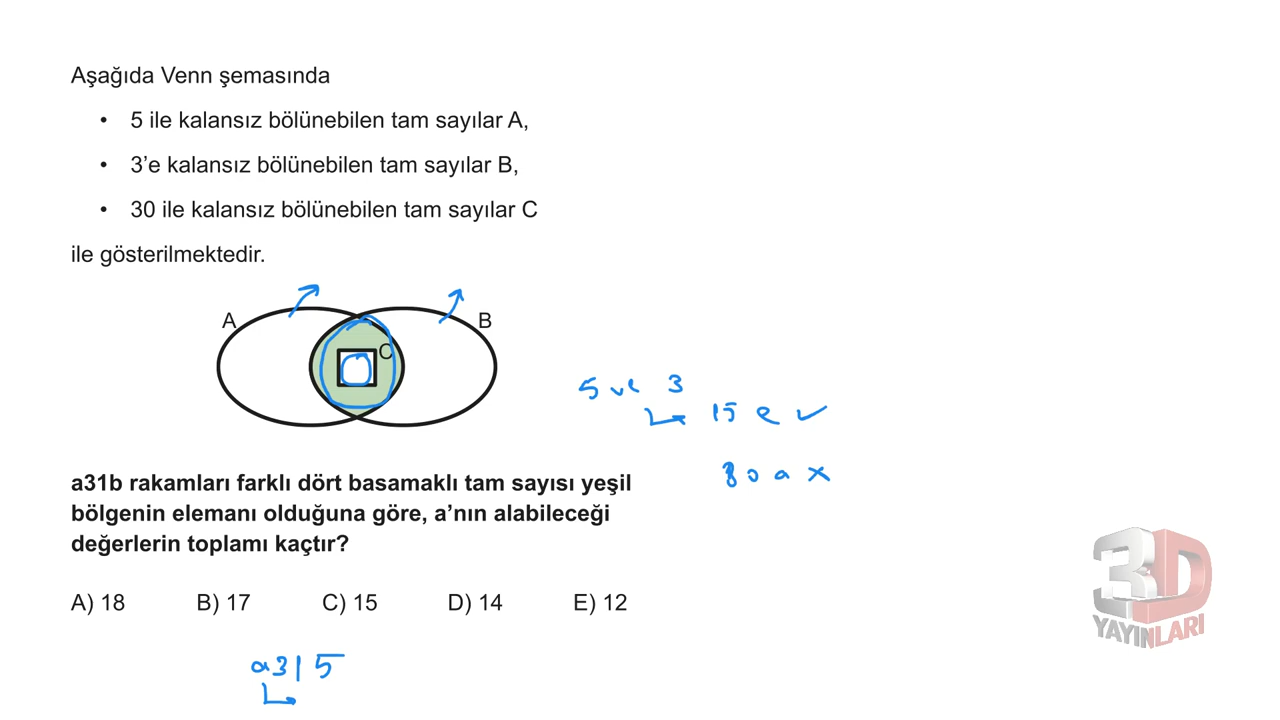 Aşağıda Venn şemasında
• 5 ile kalansız bölünebilen tam sayılar A,
• 3’e kalansız bölünebilen tam sayılar B,
• 30 ile kalansız bölünebilen tam sayılar C
ile gösterilmektedir.
A
B
C
5 ve 3
15 e ✓
30 a x
a31b rakamları farklı dört basamaklı tam sayısı yeşil
bölgenin elemanı olduğuna göre, a’nın alabileceği
değerlerin toplamı kaçtır?
A) 18 B) 17 C) 15 D) 14 E) 12
a315
3D
YAYINLARI